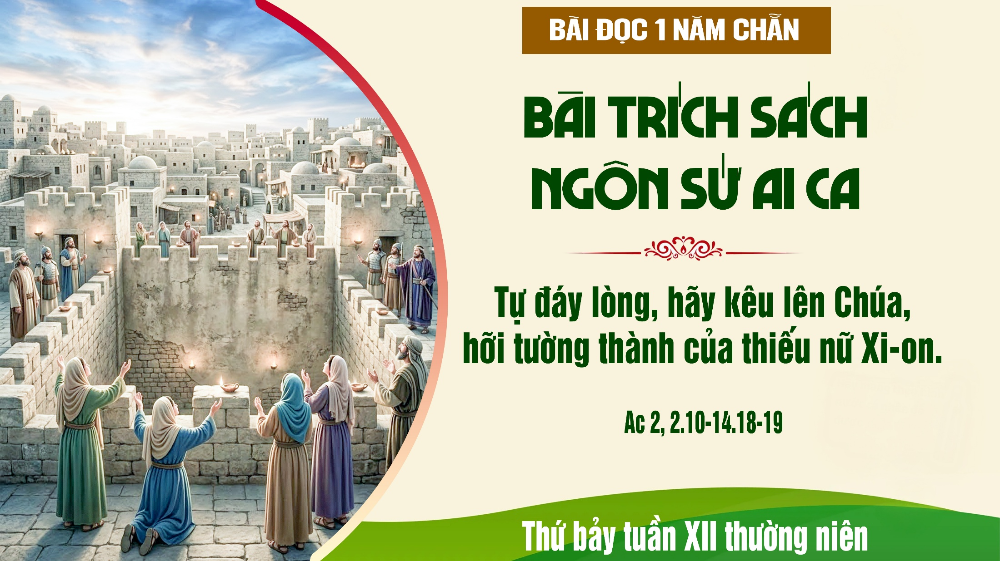 BÀI ĐỌC 1 NĂM CHẴN
BÀI TRÍCH SÁCH
NGÔN SỨ AI CA
Tự đáy lòng, hãy kêu lên Chúa,
hỡi tường thành của thiếu nữ Xi-on.
Ac 2, 2.10-14.18-19
Thứ bảy tuần XII thường niên